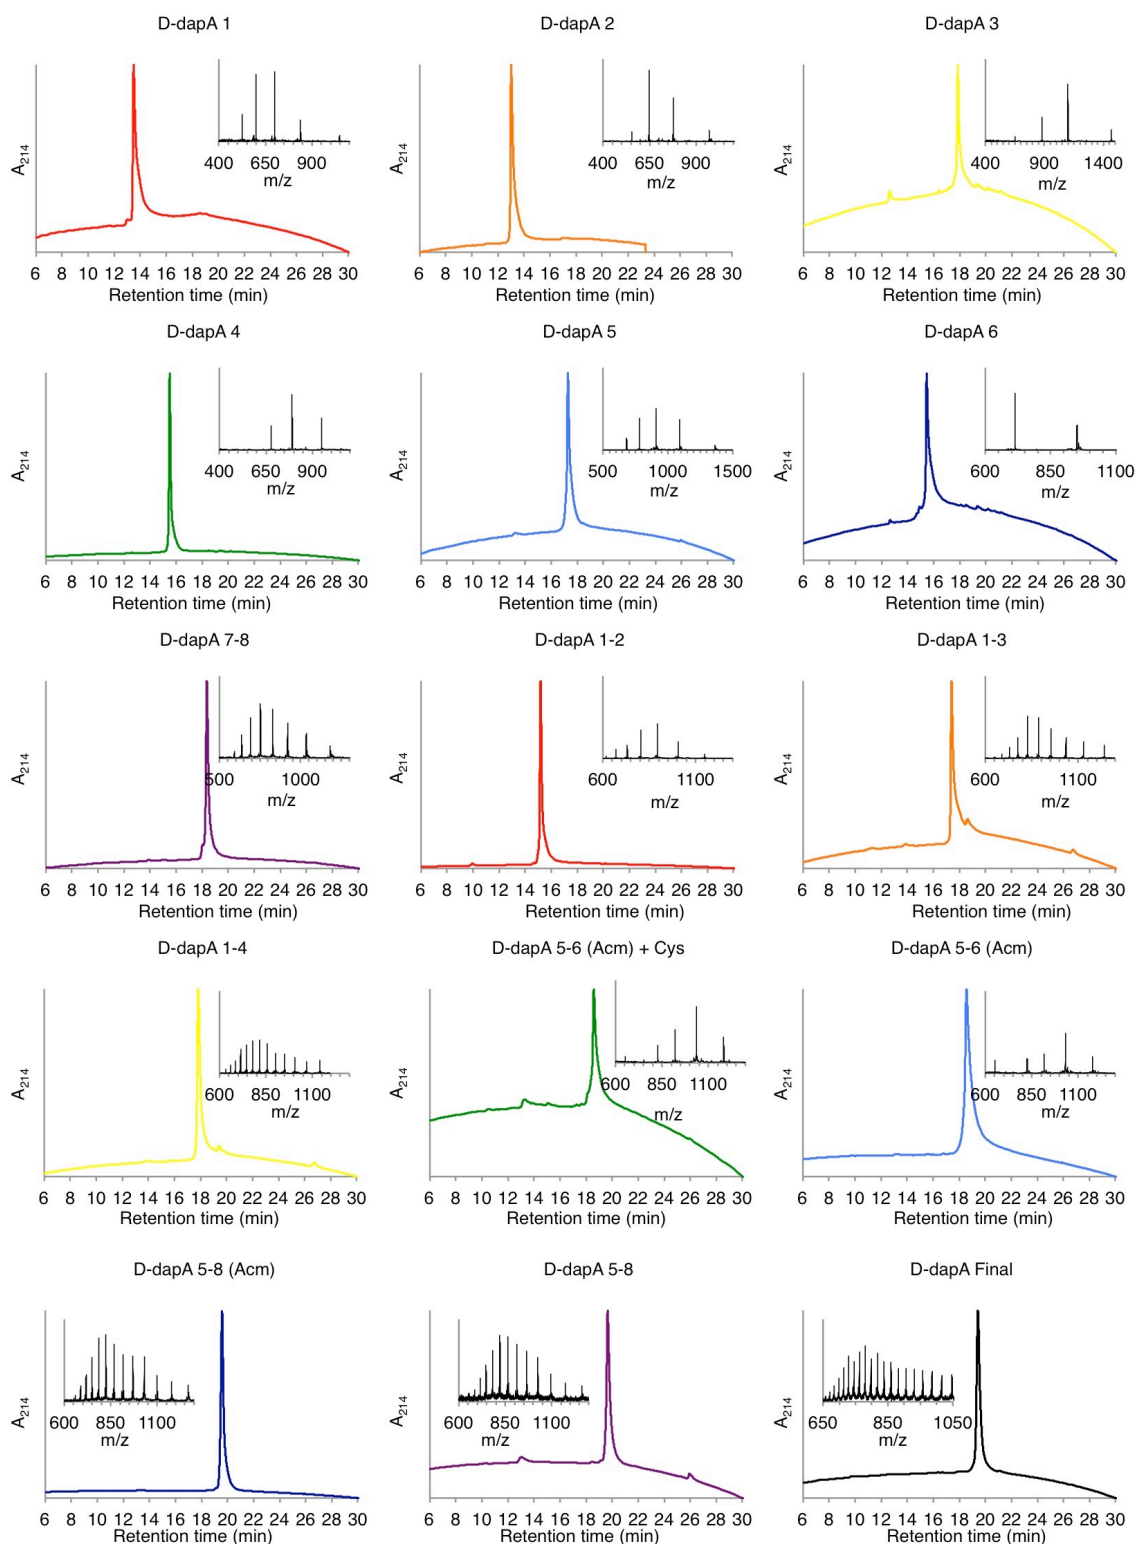 D-dapA 1
D-dapA 2
D-dapA 3
A214
400 650 900
m/z
6 8 10 12 14 16 18 20 22 24 26 28 30
Retention time (min)
A214
400 650 900
m/z
6 8 10 12 14 16 18 20 22 24 26 28 30
Retention time (min)
A214
400 900 1400
m/z
6 8 10 12 14 16 18 20 22 24 26 28 30
Retention time (min)
D-dapA 4
D-dapA 5
D-dapA 6
A214
400 650 900
m/z
6 8 10 12 14 16 18 20 22 24 26 28 30
Retention time (min)
A214
500 1000 1500
m/z
6 8 10 12 14 16 18 20 22 24 26 28 30
Retention time (min)
A214
600 850 1100
m/z
6 8 10 12 14 16 18 20 22 24 26 28 30
Retention time (min)
D-dapA 7-8
D-dapA 1-2
D-dapA 1-3
A214
500 1000
m/z
6 8 10 12 14 16 18 20 22 24 26 28 30
Retention time (min)
A214
600 1100
m/z
6 8 10 12 14 16 18 20 22 24 26 28 30
Retention time (min)
A214
600 1100
m/z
6 8 10 12 14 16 18 20 22 24 26 28 30
Retention time (min)
D-dapA 1-4
D-dapA 5-6 (Acm) + Cys
D-dapA 5-6 (Acm)
A214
600 850 1100
m/z
6 8 10 12 14 16 18 20 22 24 26 28 30
Retention time (min)
A214
600 850 1100
m/z
6 8 10 12 14 16 18 20 22 24 26 28 30
Retention time (min)
A214
600 850 1100
m/z
6 8 10 12 14 16 18 20 22 24 26 28 30
Retention time (min)
D-dapA 5-8 (Acm)
D-dapA 5-8
D-dapA Final
A214
600 850 1100
m/z
6 8 10 12 14 16 18 20 22 24 26 28 30
Retention time (min)
A214
600 850 1100
m/z
6 8 10 12 14 16 18 20 22 24 26 28 30
Retention time (min)
A214
650 850 1050
m/z
6 8 10 12 14 16 18 20 22 24 26 28 30
Retention time (min)